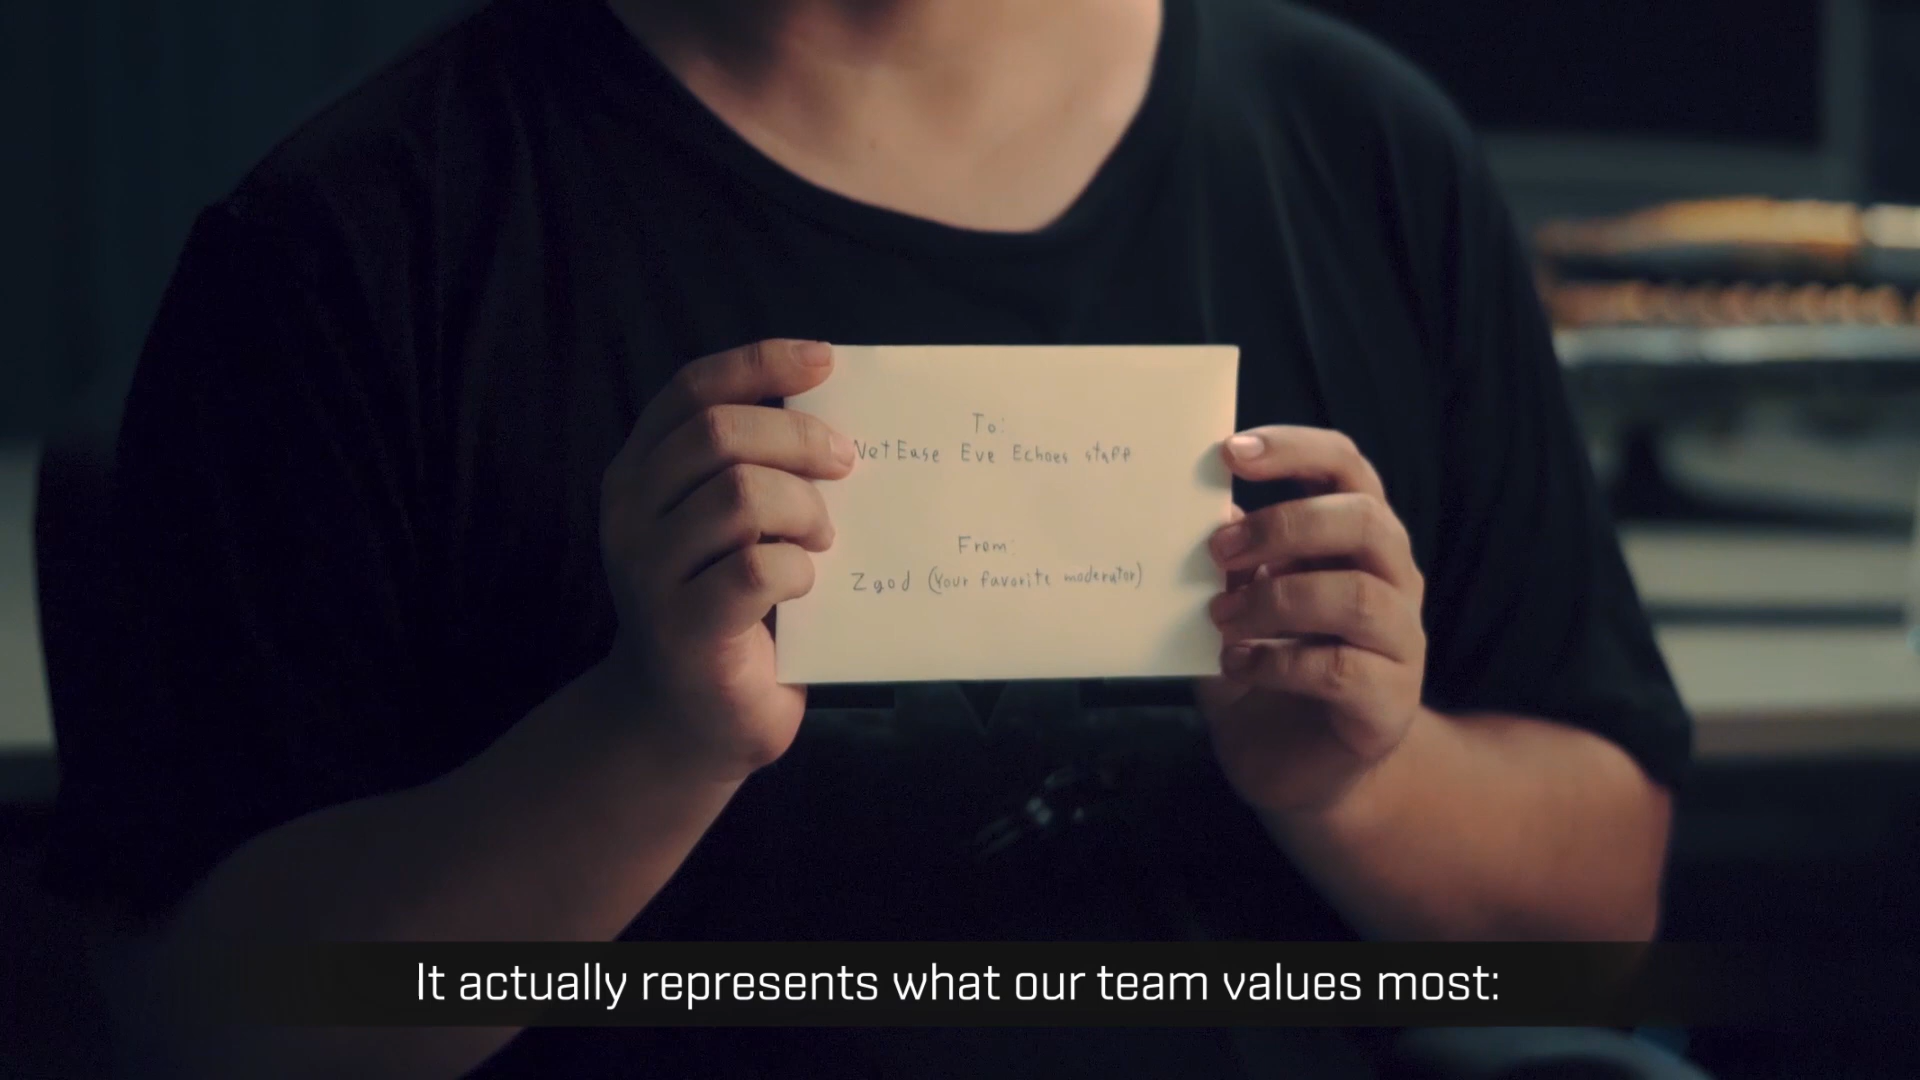 To:
NetEase Eve Echoes staff
From:
Zgod (Your favorite moderator)
It actually represents what our team values most: